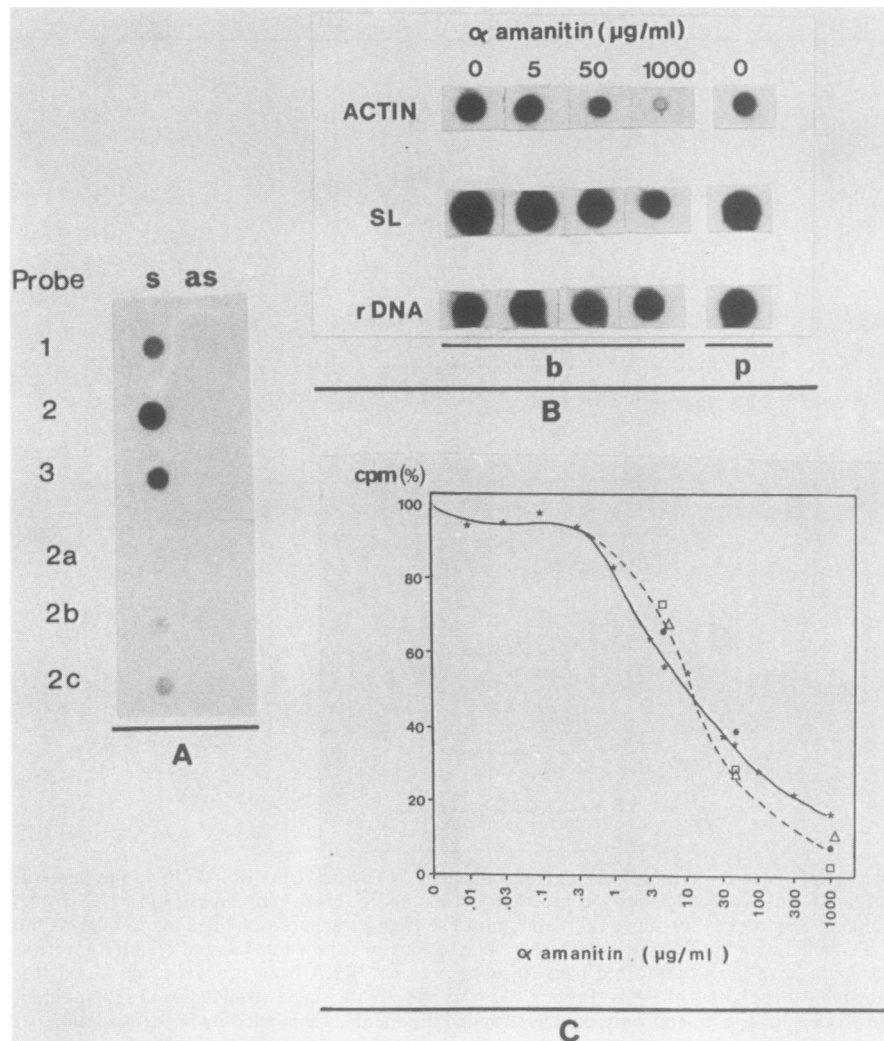 α amanitin (µg/ml)
0 5 50 1000 0
ACTIN
SL
rDNA
b p
B
Probe s as
1
2
3
2a
2b
2c
A
cpm (%)
100
80
60
40
20
0
0 .01 .03 .1 .3 1 3 10 30 100 300 1000
α amanitin . (µg/ml)
C